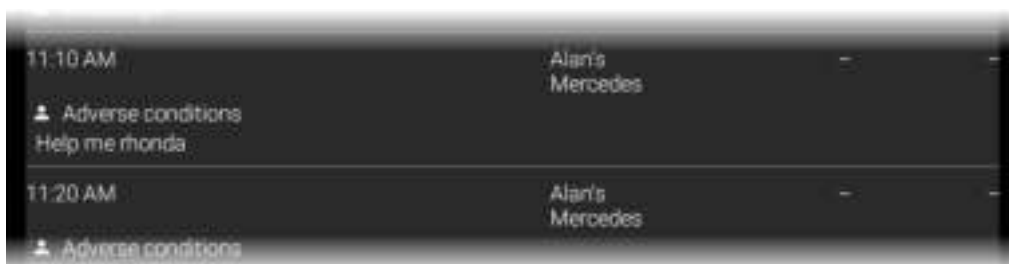 11:10 AM Alan's Mercedes – –
Adverse conditions
Help me rhonda
11:20 AM Alan's Mercedes – –
Adverse conditions